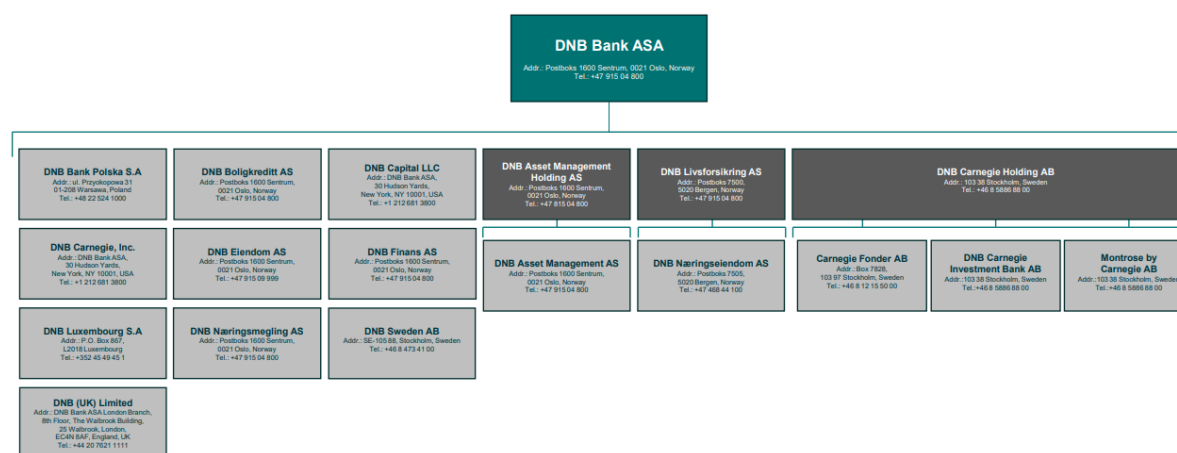 DNB Bank ASA
Addr.: Postboks 1600 Sentrum, 0021 Oslo, Norway
Tel.: +47 915 04 800
DNB Bank Polska S.A
Addr.: ul. Przyokopowa 31
01-208 Warsawa, Poland
Tel.: +48 22 524 1000
DNB Boligkreditt AS
Addr.: Postboks 1600 Sentrum,
0021 Oslo, Norway
Tel.: +47 915 04 800
DNB Capital LLC
Addr.: DNB Bank ASA,
30 Hudson Yards,
New York, NY 10001, USA
Tel.: +1 212 681 3800
DNB Asset Management
Holding AS
Addr.: Postboks 1600 Sentrum,
0021 Oslo, Norway
Tel.: +47 815 04 800
DNB Livsforsikring AS
Addr.: Postboks 7500,
5020 Bergen, Norway
Tel.: +47 915 04 800
DNB Carnegie Holding AB
Addr.: 103 38 Stockholm, Sweden
Tel.: +46 8 5886 88 00
DNB Carnegie, Inc.
Addr.: DNB Bank ASA,
30 Hudson Yards,
New York, NY 10001, USA
Tel.: +1 212 681 3800
DNB Eiendom AS
Addr.: Postboks 1600 Sentrum,
0021 Oslo, Norway
Tel.: +47 915 09 999
DNB Finans AS
Addr.: Postboks 1600 Sentrum,
0021 Oslo, Norway
Tel.: +47 915 04 800
DNB Asset Management AS
Addr.: Postboks 1600 Sentrum,
0021 Oslo, Norway
Tel.: +47 915 04 800
DNB Næringseiendom AS
Addr.: Postboks 7505,
5020 Bergen, Norway
Tel.: +47 468 44 100
Carnegie Fonder AB
Addr.: Box 7828,
103 97 Stockholm, Sweden
Tel.: +46 8 12 15 50 00
DNB Carnegie
Investment Bank AB
Addr.:103 38 Stockholm, Sweden
Tel.:+46 8 5886 88 00
Montrose by
Carnegie AB
Addr.:103 38 Stockholm, Sweden
Tel.:+46 8 5886 88 00
DNB Luxembourg S.A
Addr.: P.O. Box 867,
L2018 Luxembourg
Tel.: +352 45 49 45 1
DNB Næringsmegling AS
Addr.: Postboks 1600 Sentrum,
0021 Oslo, Norway
Tel.: +47 915 04 800
DNB Sweden AB
Addr.: SE-105 88, Stockholm, Sweden
Tel.: +46 8 473 41 00
DNB (UK) Limited
Addr.: DNB Bank ASA London Branch,
8th Floor, The Walbrook Building,
25 Walbrook, London,
EC4N 8AF, England, UK
Tel.: +44 20 7621 1111